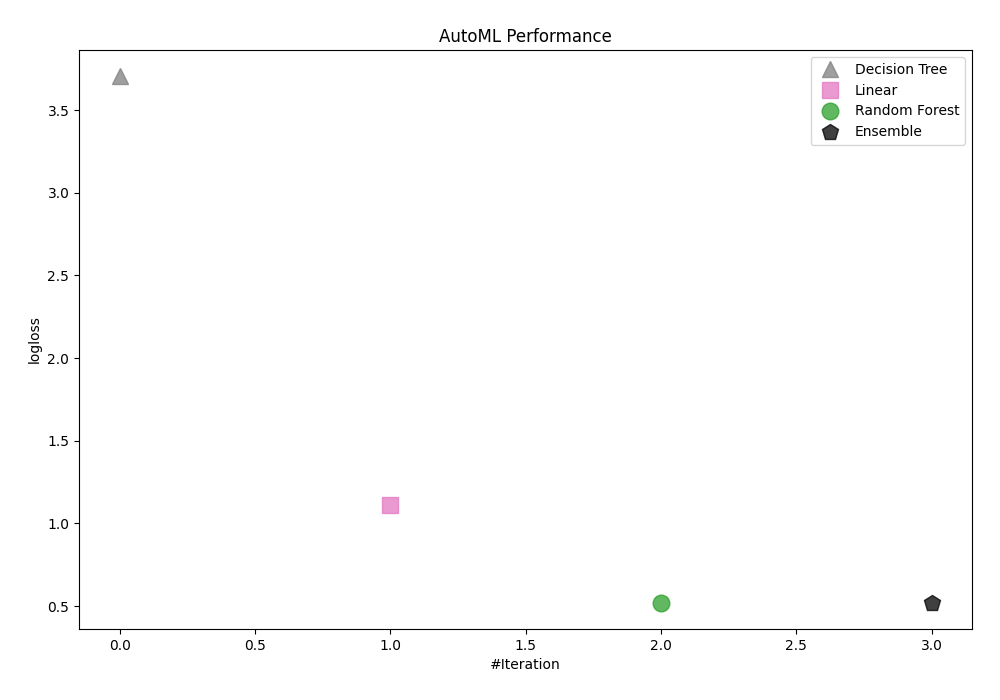 AutoML Performance
Decision Tree
Linear
Random Forest
Ensemble
3.5
3.0
2.5
2.0
1.5
1.0
0.5
logloss
0.0 0.5 1.0 1.5 2.0 2.5 3.0
#Iteration